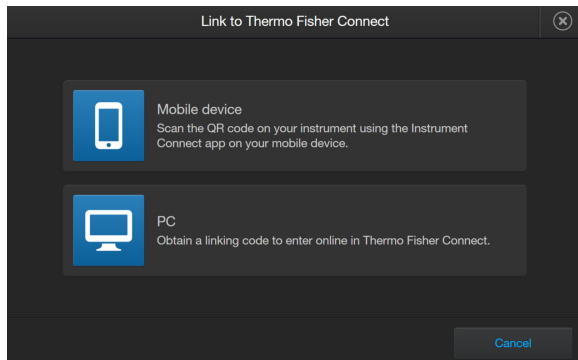 Link to Thermo Fisher Connect
Mobile device
Scan the QR code on your instrument using the Instrument
Connect app on your mobile device.
PC
Obtain a linking code to enter online in Thermo Fisher Connect.
Cancel